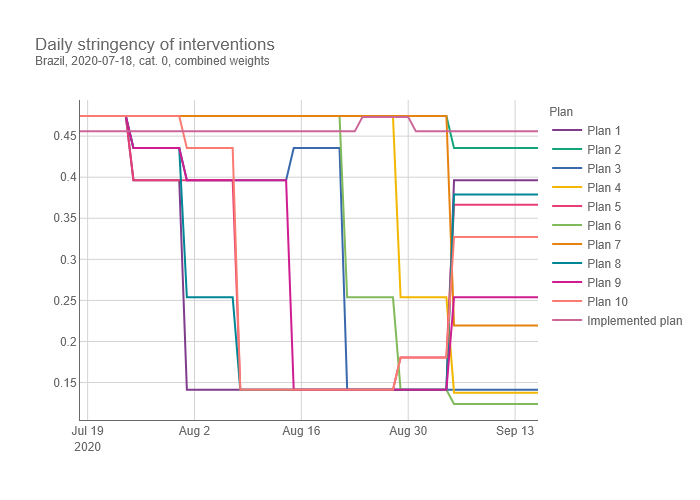 Daily stringency of interventions
Brazil, 2020-07-18, cat. 0, combined weights
Plan
Plan 1
Plan 2
Plan 3
Plan 4
Plan 5
Plan 6
Plan 7
Plan 8
Plan 9
Plan 10
Implemented plan
0.45
0.4
0.35
0.3
0.25
0.2
0.15
Jul 19 Aug 2 Aug 16 Aug 30 Sep 13
2020